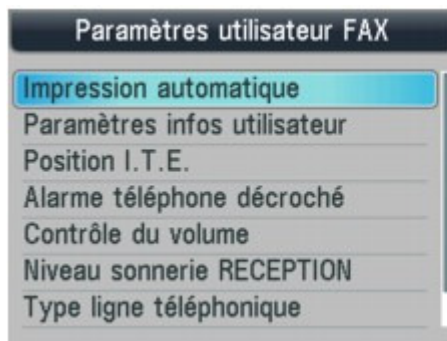 Paramètres utilisateur FAX
Impression automatique
Paramètres infos utilisateur
Position I.T.E.
Alarme téléphone décroché
Contrôle du volume
Niveau sonnerie RECEPTION
Type ligne téléphonique